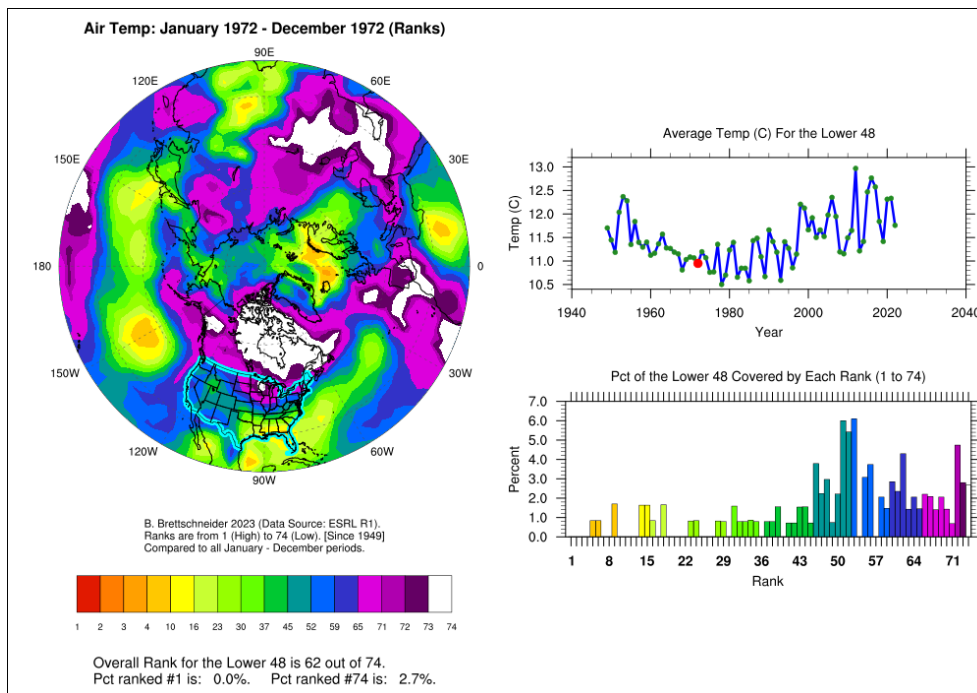 Air Temp: January 1972 - December 1972 (Ranks)
90E
120E
60E
150E
30E
180
0
150W
30W
120W
60W
90W
B. Brettschneider 2023 (Data Source: ESRL R1).
Ranks are from 1 (High) to 74 (Low). [Since 1949]
Compared to all January - December periods.
1 2 3 4 10 16 23 30 37 45 52 59 65 71 72 73 74
Overall Rank for the Lower 48 is 62 out of 74.
Pct ranked #1 is: 0.0%. Pct ranked #74 is: 2.7%.
Average Temp (C) For the Lower 48
Temp (C)
13.0
12.5
12.0
11.5
11.0
10.5
1940 1960 1980 2000 2020 2040
Year
Pct of the Lower 48 Covered by Each Rank (1 to 74)
Percent
7.0
6.0
5.0
4.0
3.0
2.0
1.0
0.0
1 8 15 22 29 36 43 50 57 64 71
Rank